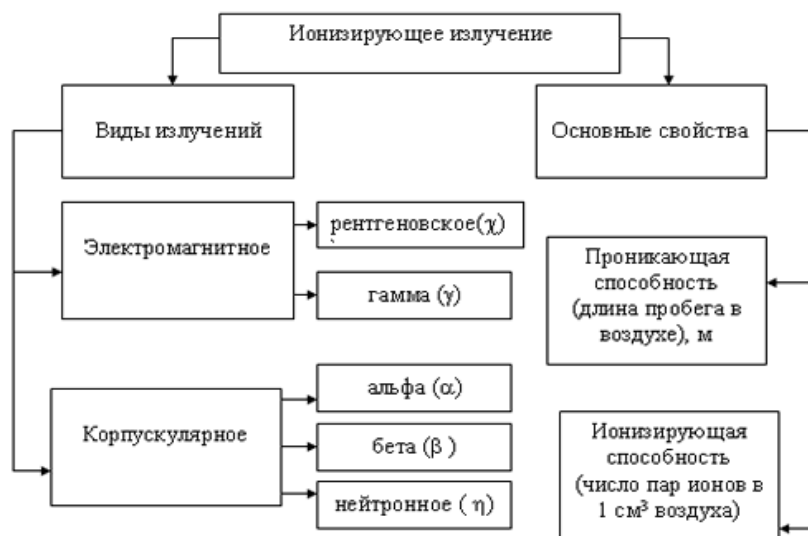 Ионизирующее излучение
Виды излучений
Основные свойства
Электромагнитное
рентгеновское(χ)
гамма (γ)
Проникающая
способность
(длина пробега в
воздухе), м
Корпускулярное
альфа (α)
бета (β )
нейтронное ( η)
Ионизирующая
способность
(число пар ионов в
1 см³ воздуха)